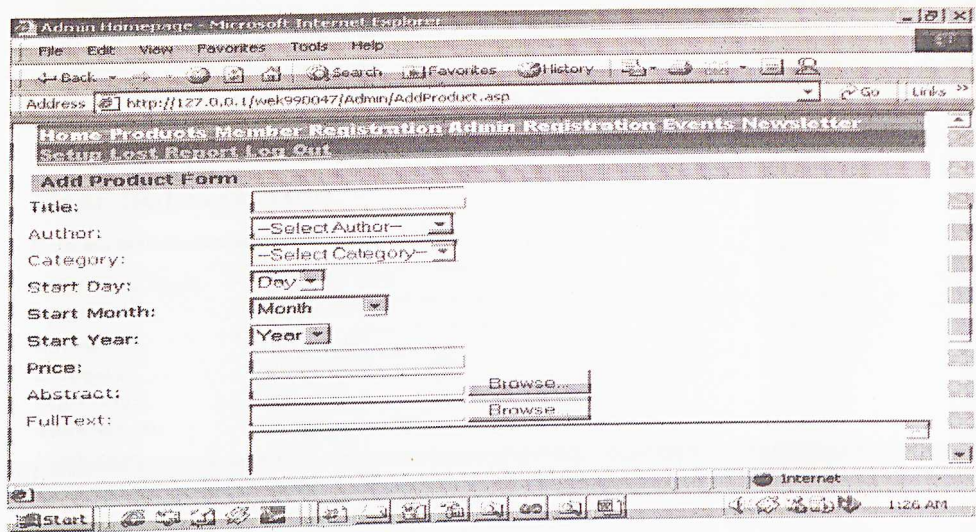 Admin Homepage - Microsoft Internet Explorer
File Edit View Favorites Tools Help
Back Search Favorites History
Address http://127.0.0.1/wek990047/Admin/AddProduct.asp Go Links »
Home Products Member Registration Admin Registration Events Newsletter
Setup Lost Report Log Out
Add Product Form
Title:
Author: --Select Author--
Category: --Select Category--
Start Day: Day
Start Month: Month
Start Year: Year
Price:
Abstract: Browse...
FullText: Browse...
Internet
Start 1:26 AM